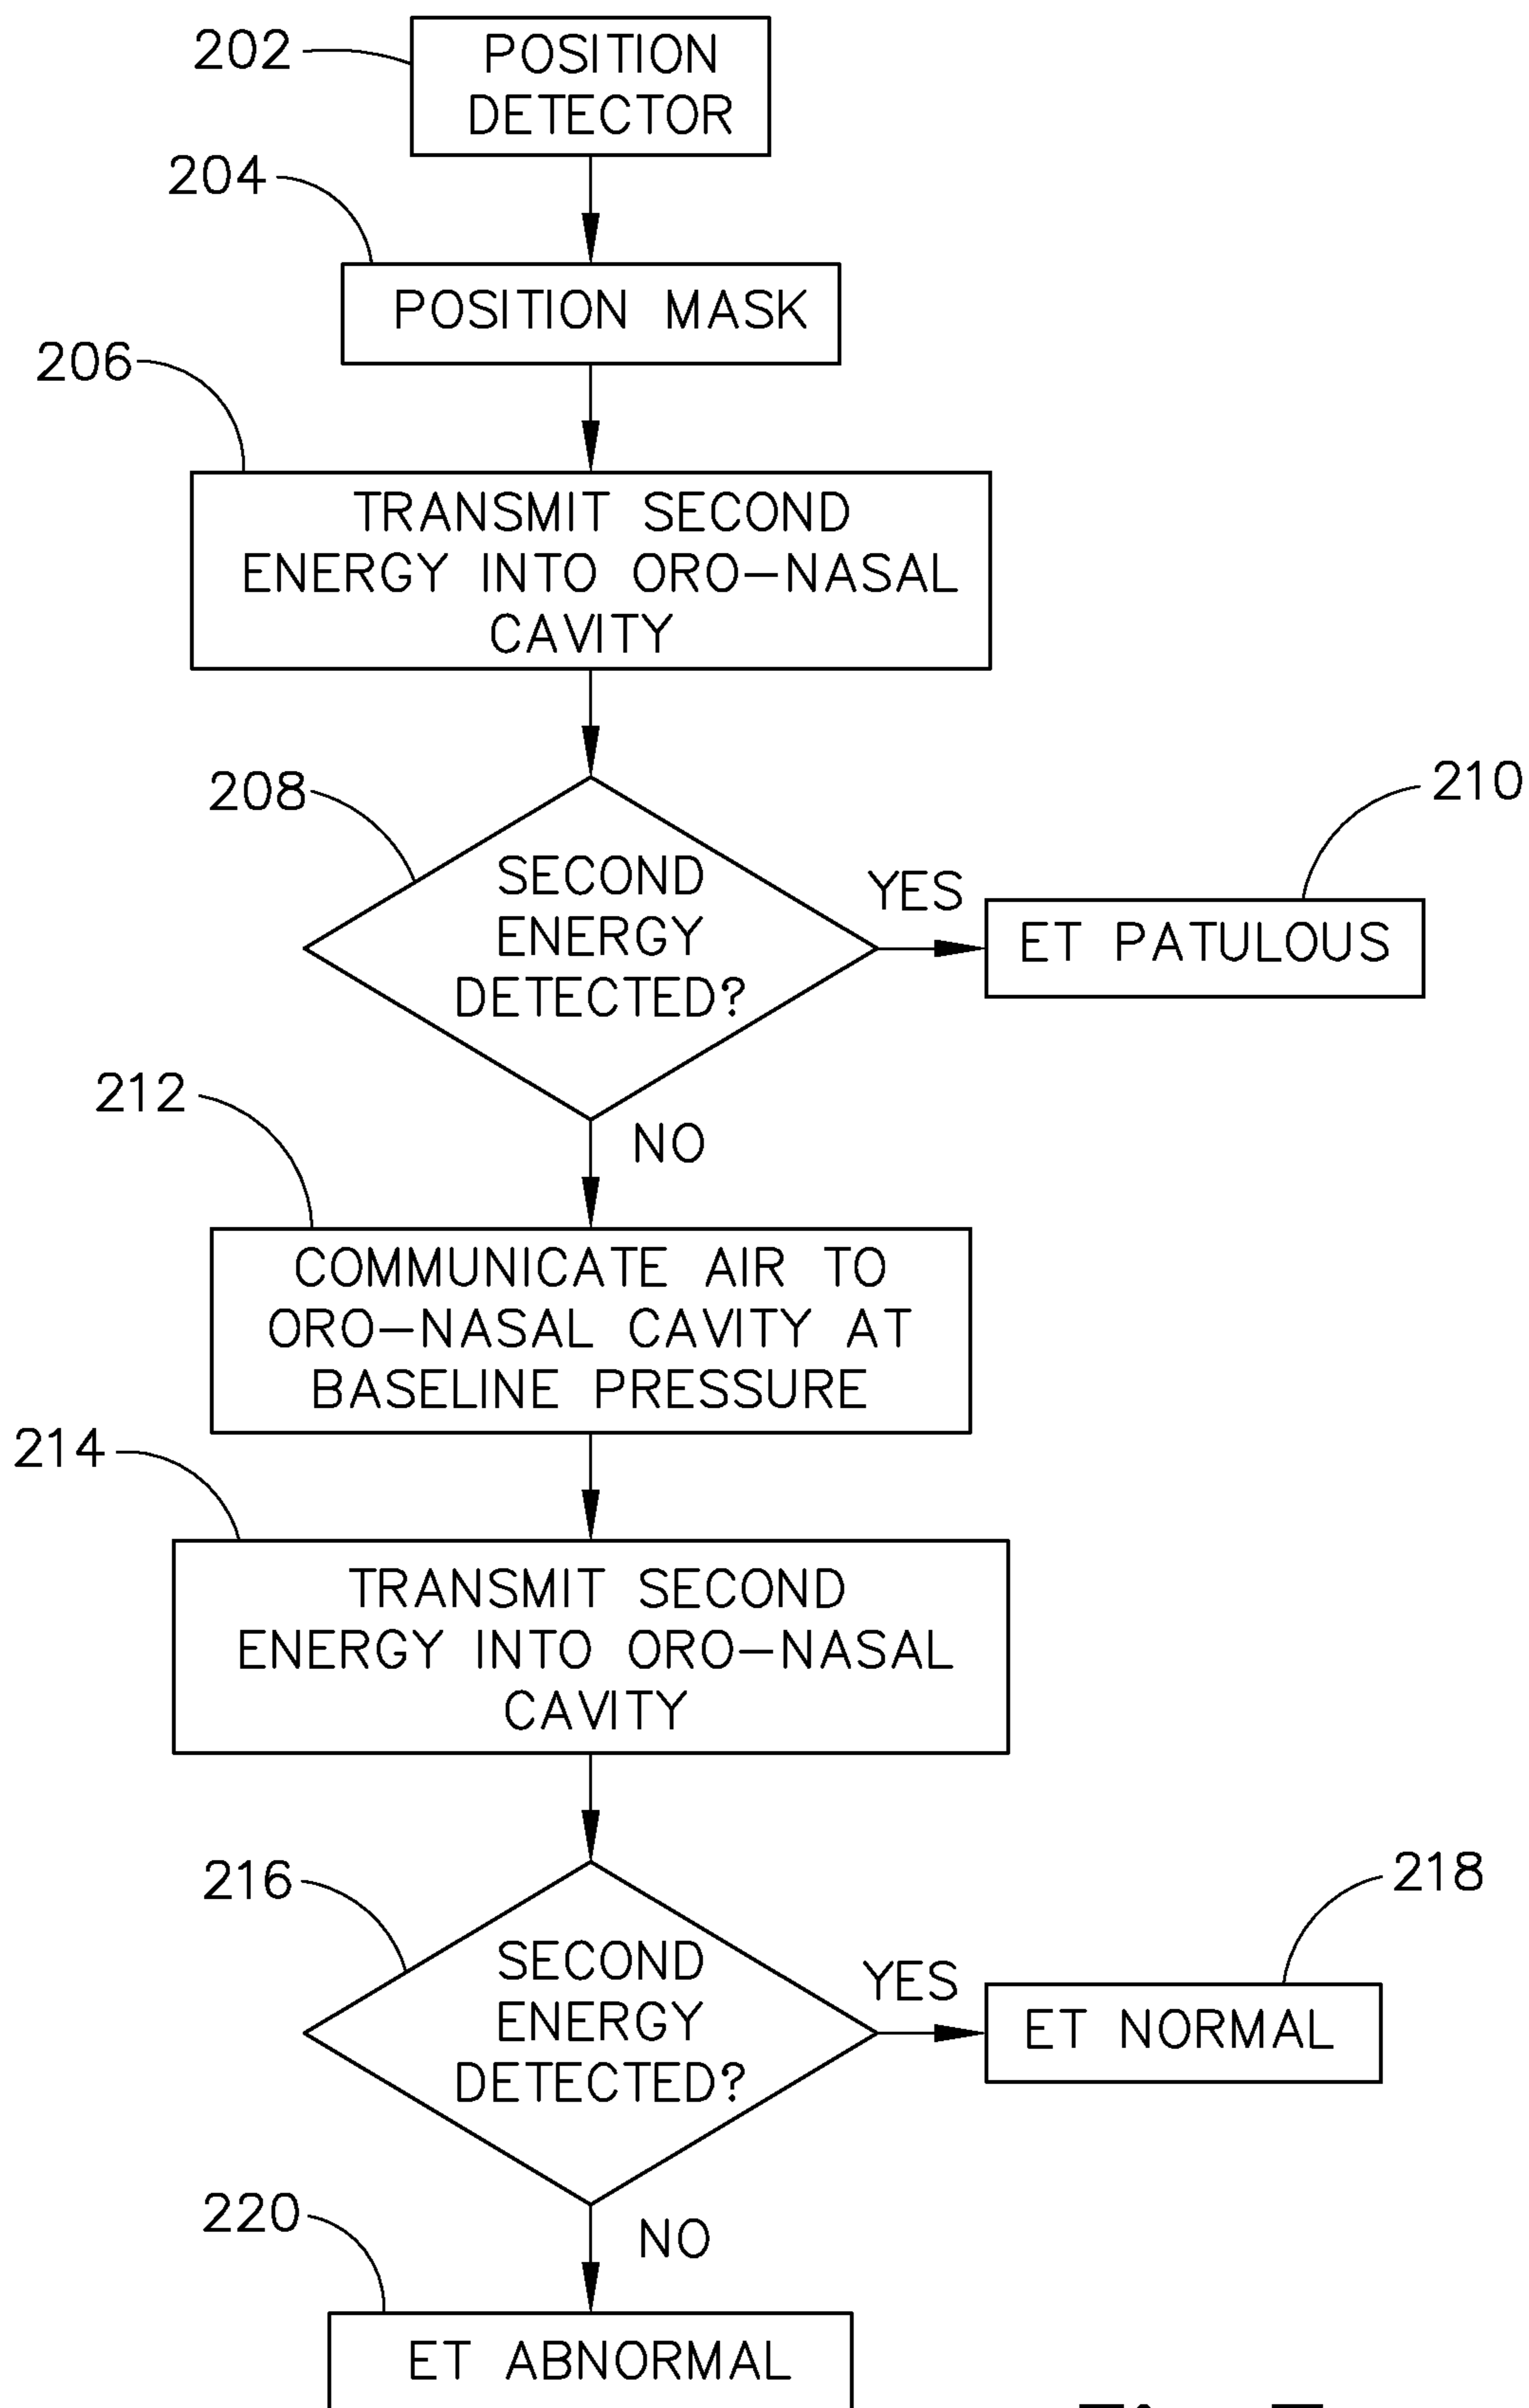 202
POSITION
DETECTOR
204
POSITION MASK
206
TRANSMIT SECOND
ENERGY INTO ORO-NASAL
CAVITY
208
SECOND
ENERGY
DETECTED?
YES
210
ET PATULOUS
NO
212
COMMUNICATE AIR TO
ORO-NASAL CAVITY AT
BASELINE PRESSURE
214
TRANSMIT SECOND
ENERGY INTO ORO-NASAL
CAVITY
216
SECOND
ENERGY
DETECTED?
YES
218
ET NORMAL
NO
220
ET ABNORMAL